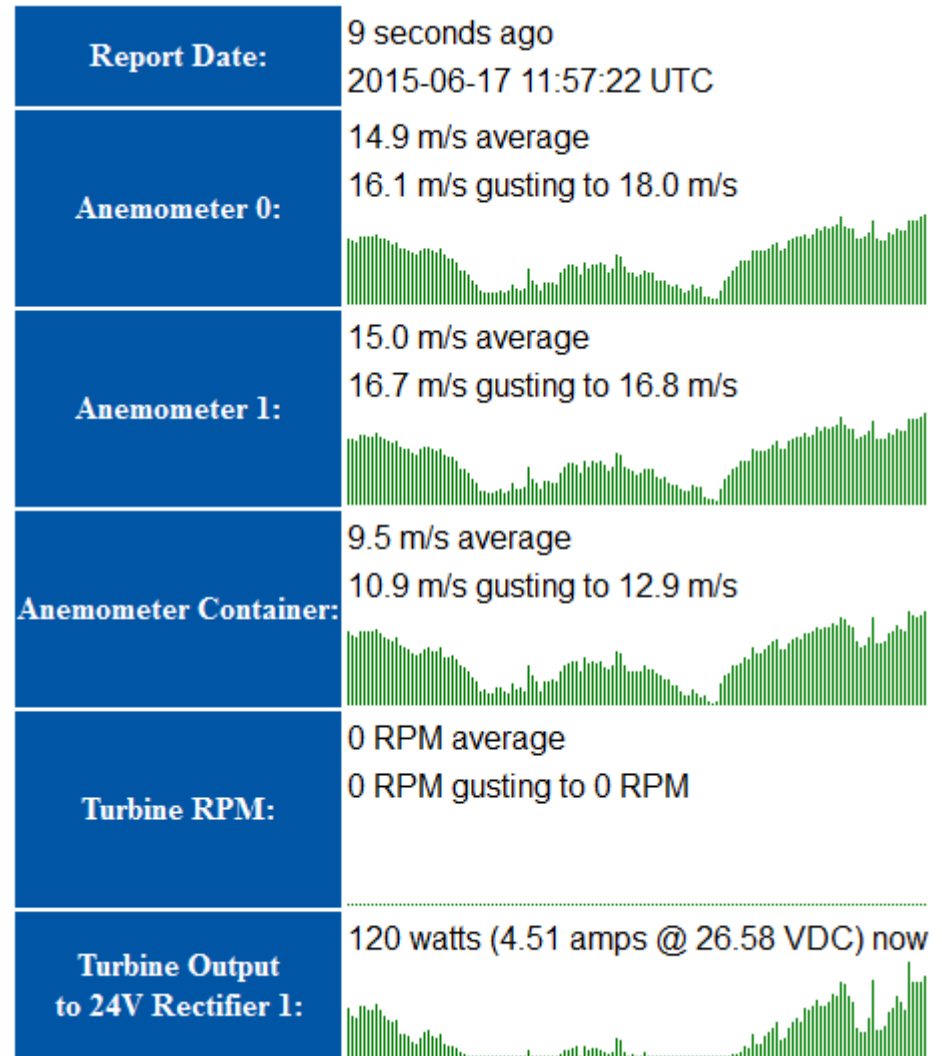 Report Date:
9 seconds ago
2015-06-17 11:57:22 UTC
Anemometer 0:
14.9 m/s average
16.1 m/s gusting to 18.0 m/s
Anemometer 1:
15.0 m/s average
16.7 m/s gusting to 16.8 m/s
Anemometer Container:
9.5 m/s average
10.9 m/s gusting to 12.9 m/s
Turbine RPM:
0 RPM average
0 RPM gusting to 0 RPM
Turbine Output
to 24V Rectifier 1:
120 watts (4.51 amps @ 26.58 VDC) now